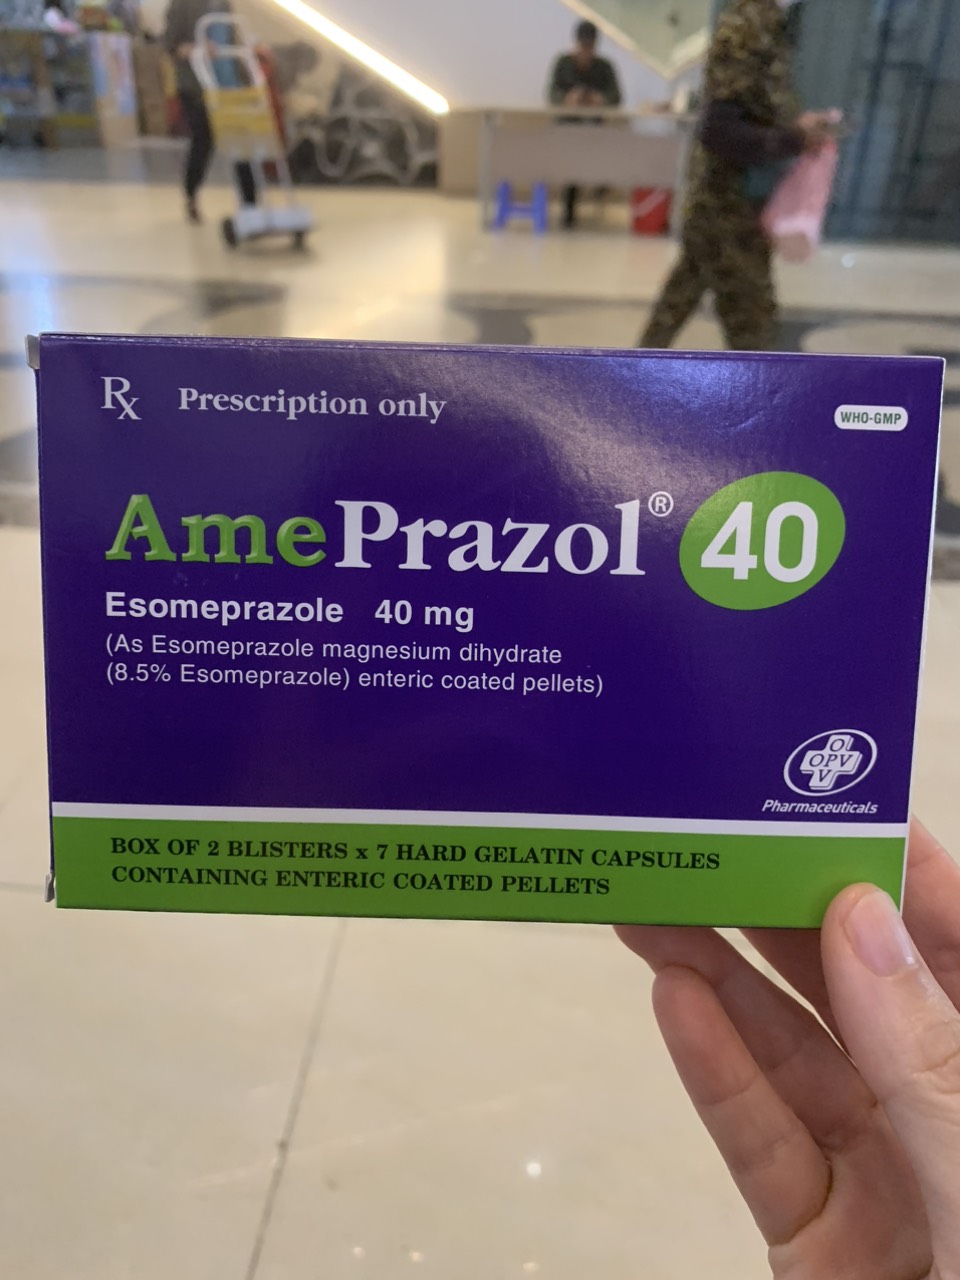 Rx Prescription only
WHO-GMP
AmePrazol® 40
Esomeprazole 40 mg
(As Esomeprazole magnesium dihydrate
(8.5% Esomeprazole) enteric coated pellets)
O
OPV
V
Pharmaceuticals
BOX OF 2 BLISTERS x 7 HARD GELATIN CAPSULES
CONTAINING ENTERIC COATED PELLETS